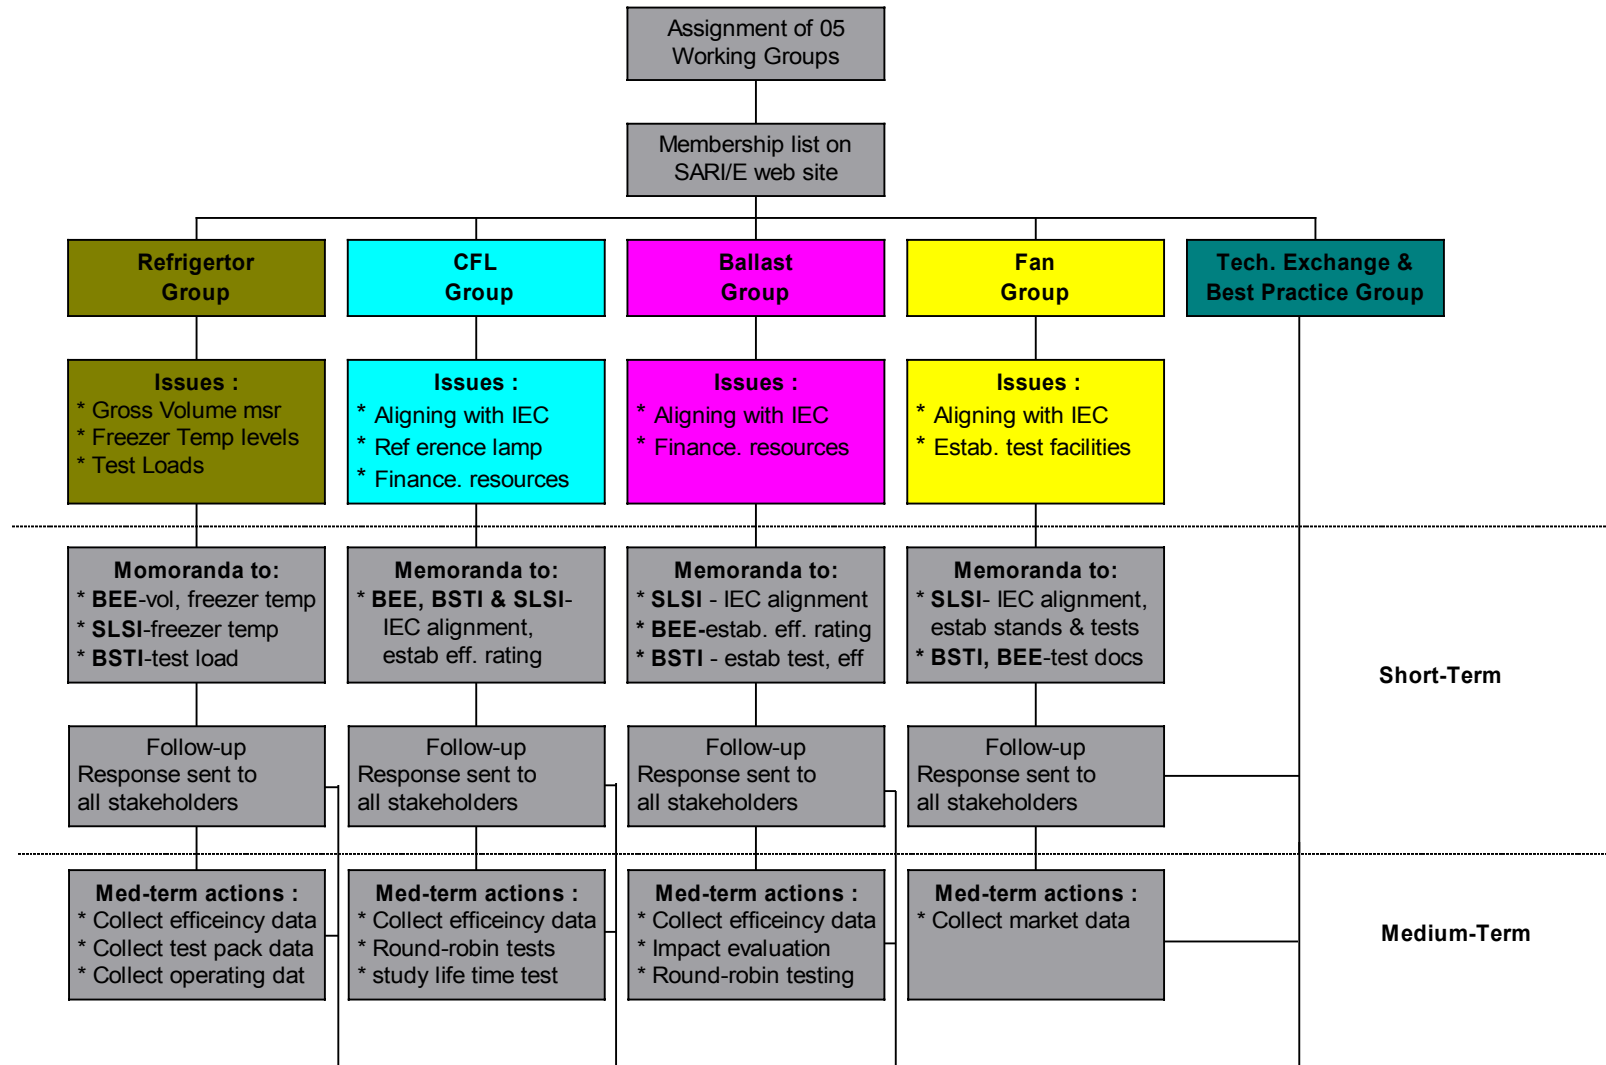 Assignment of 05
Working Groups
Membership list on
SARI/E web site
Refrigertor
Group
CFL
Group
Ballast
Group
Fan
Group
Tech. Exchange &
Best Practice Group
Issues :
* Gross Volume msr
* Freezer Temp levels
* Test Loads
Issues :
* Aligning with IEC
* Ref erence lamp
* Finance. resources
Issues :
* Aligning with IEC
* Finance. resources
Issues :
* Aligning with IEC
* Estab. test facilities
Momoranda to:
* BEE-vol, freezer temp
* SLSI-freezer temp
* BSTI-test load
Memoranda to:
* BEE, BSTI & SLSI-
IEC alignment,
estab eff. rating
Memoranda to:
* SLSI - IEC alignment
* BEE-estab. eff. rating
* BSTI - estab test, eff
Memoranda to:
* SLSI- IEC alignment,
estab stands & tests
* BSTI, BEE-test docs
Short-Term
Follow-up
Response sent to
all stakeholders
Follow-up
Response sent to
all stakeholders
Follow-up
Response sent to
all stakeholders
Follow-up
Response sent to
all stakeholders
Med-term actions :
* Collect efficeincy data
* Collect test pack data
* Collect operating dat
Med-term actions :
* Collect efficeincy data
* Round-robin tests
* study life time test
Med-term actions :
* Collect efficeincy data
* Impact evaluation
* Round-robin testing
Med-term actions :
* Collect market data
Medium-Term